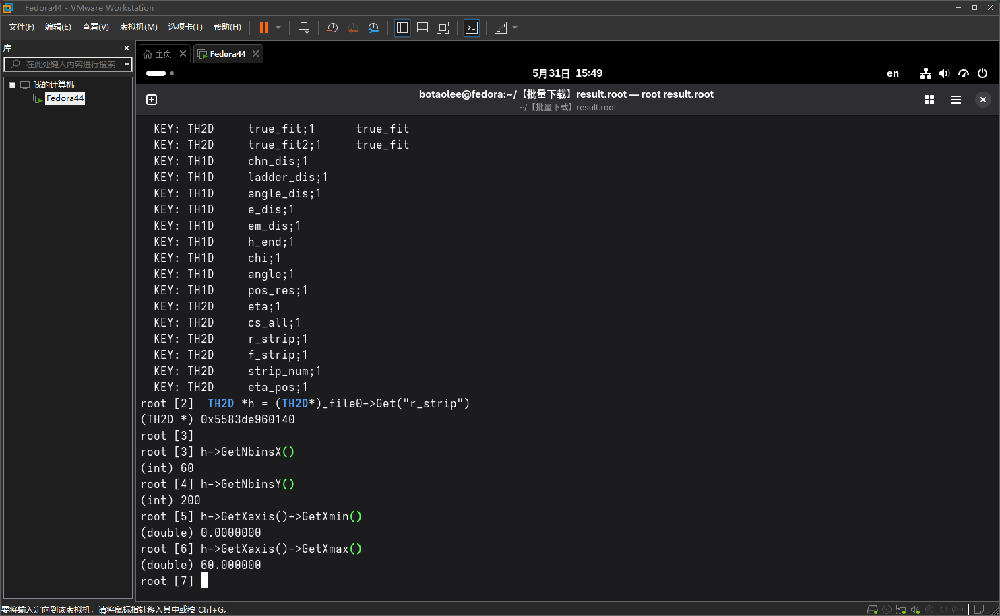 Fedora44 - VMware Workstation
文件(F) 编辑(E) 查看(V) 虚拟机(M) 选项卡(T) 帮助(H)
库
在此处键入内容进行搜索
我的计算机
Fedora44
主页
Fedora44
5月31日 15:49
en
botaolee@fedora:~/【批量下载】result.root — root result.root
~/【批量下载】result.root
KEY: TH2D true_fit;1 true_fit
KEY: TH2D true_fit2;1 true_fit
KEY: TH1D chn_dis;1
KEY: TH1D ladder_dis;1
KEY: TH1D angle_dis;1
KEY: TH1D e_dis;1
KEY: TH1D em_dis;1
KEY: TH1D h_end;1
KEY: TH1D chi;1
KEY: TH1D angle;1
KEY: TH1D pos_res;1
KEY: TH2D eta;1
KEY: TH2D cs_all;1
KEY: TH2D r_strip;1
KEY: TH2D f_strip;1
KEY: TH2D strip_num;1
KEY: TH2D eta_pos;1
root [2]  TH2D *h = (TH2D*)_file0->Get("r_strip")
(TH2D *) 0x5583de960140
root [3]
root [3] h->GetNbinsX()
(int) 60
root [4] h->GetNbinsY()
(int) 200
root [5] h->GetXaxis()->GetXmin()
(double) 0.0000000
root [6] h->GetXaxis()->GetXmax()
(double) 60.000000
root [7]
要将输入定向到该虚拟机，请将鼠标指针移入其中或按 Ctrl+G。